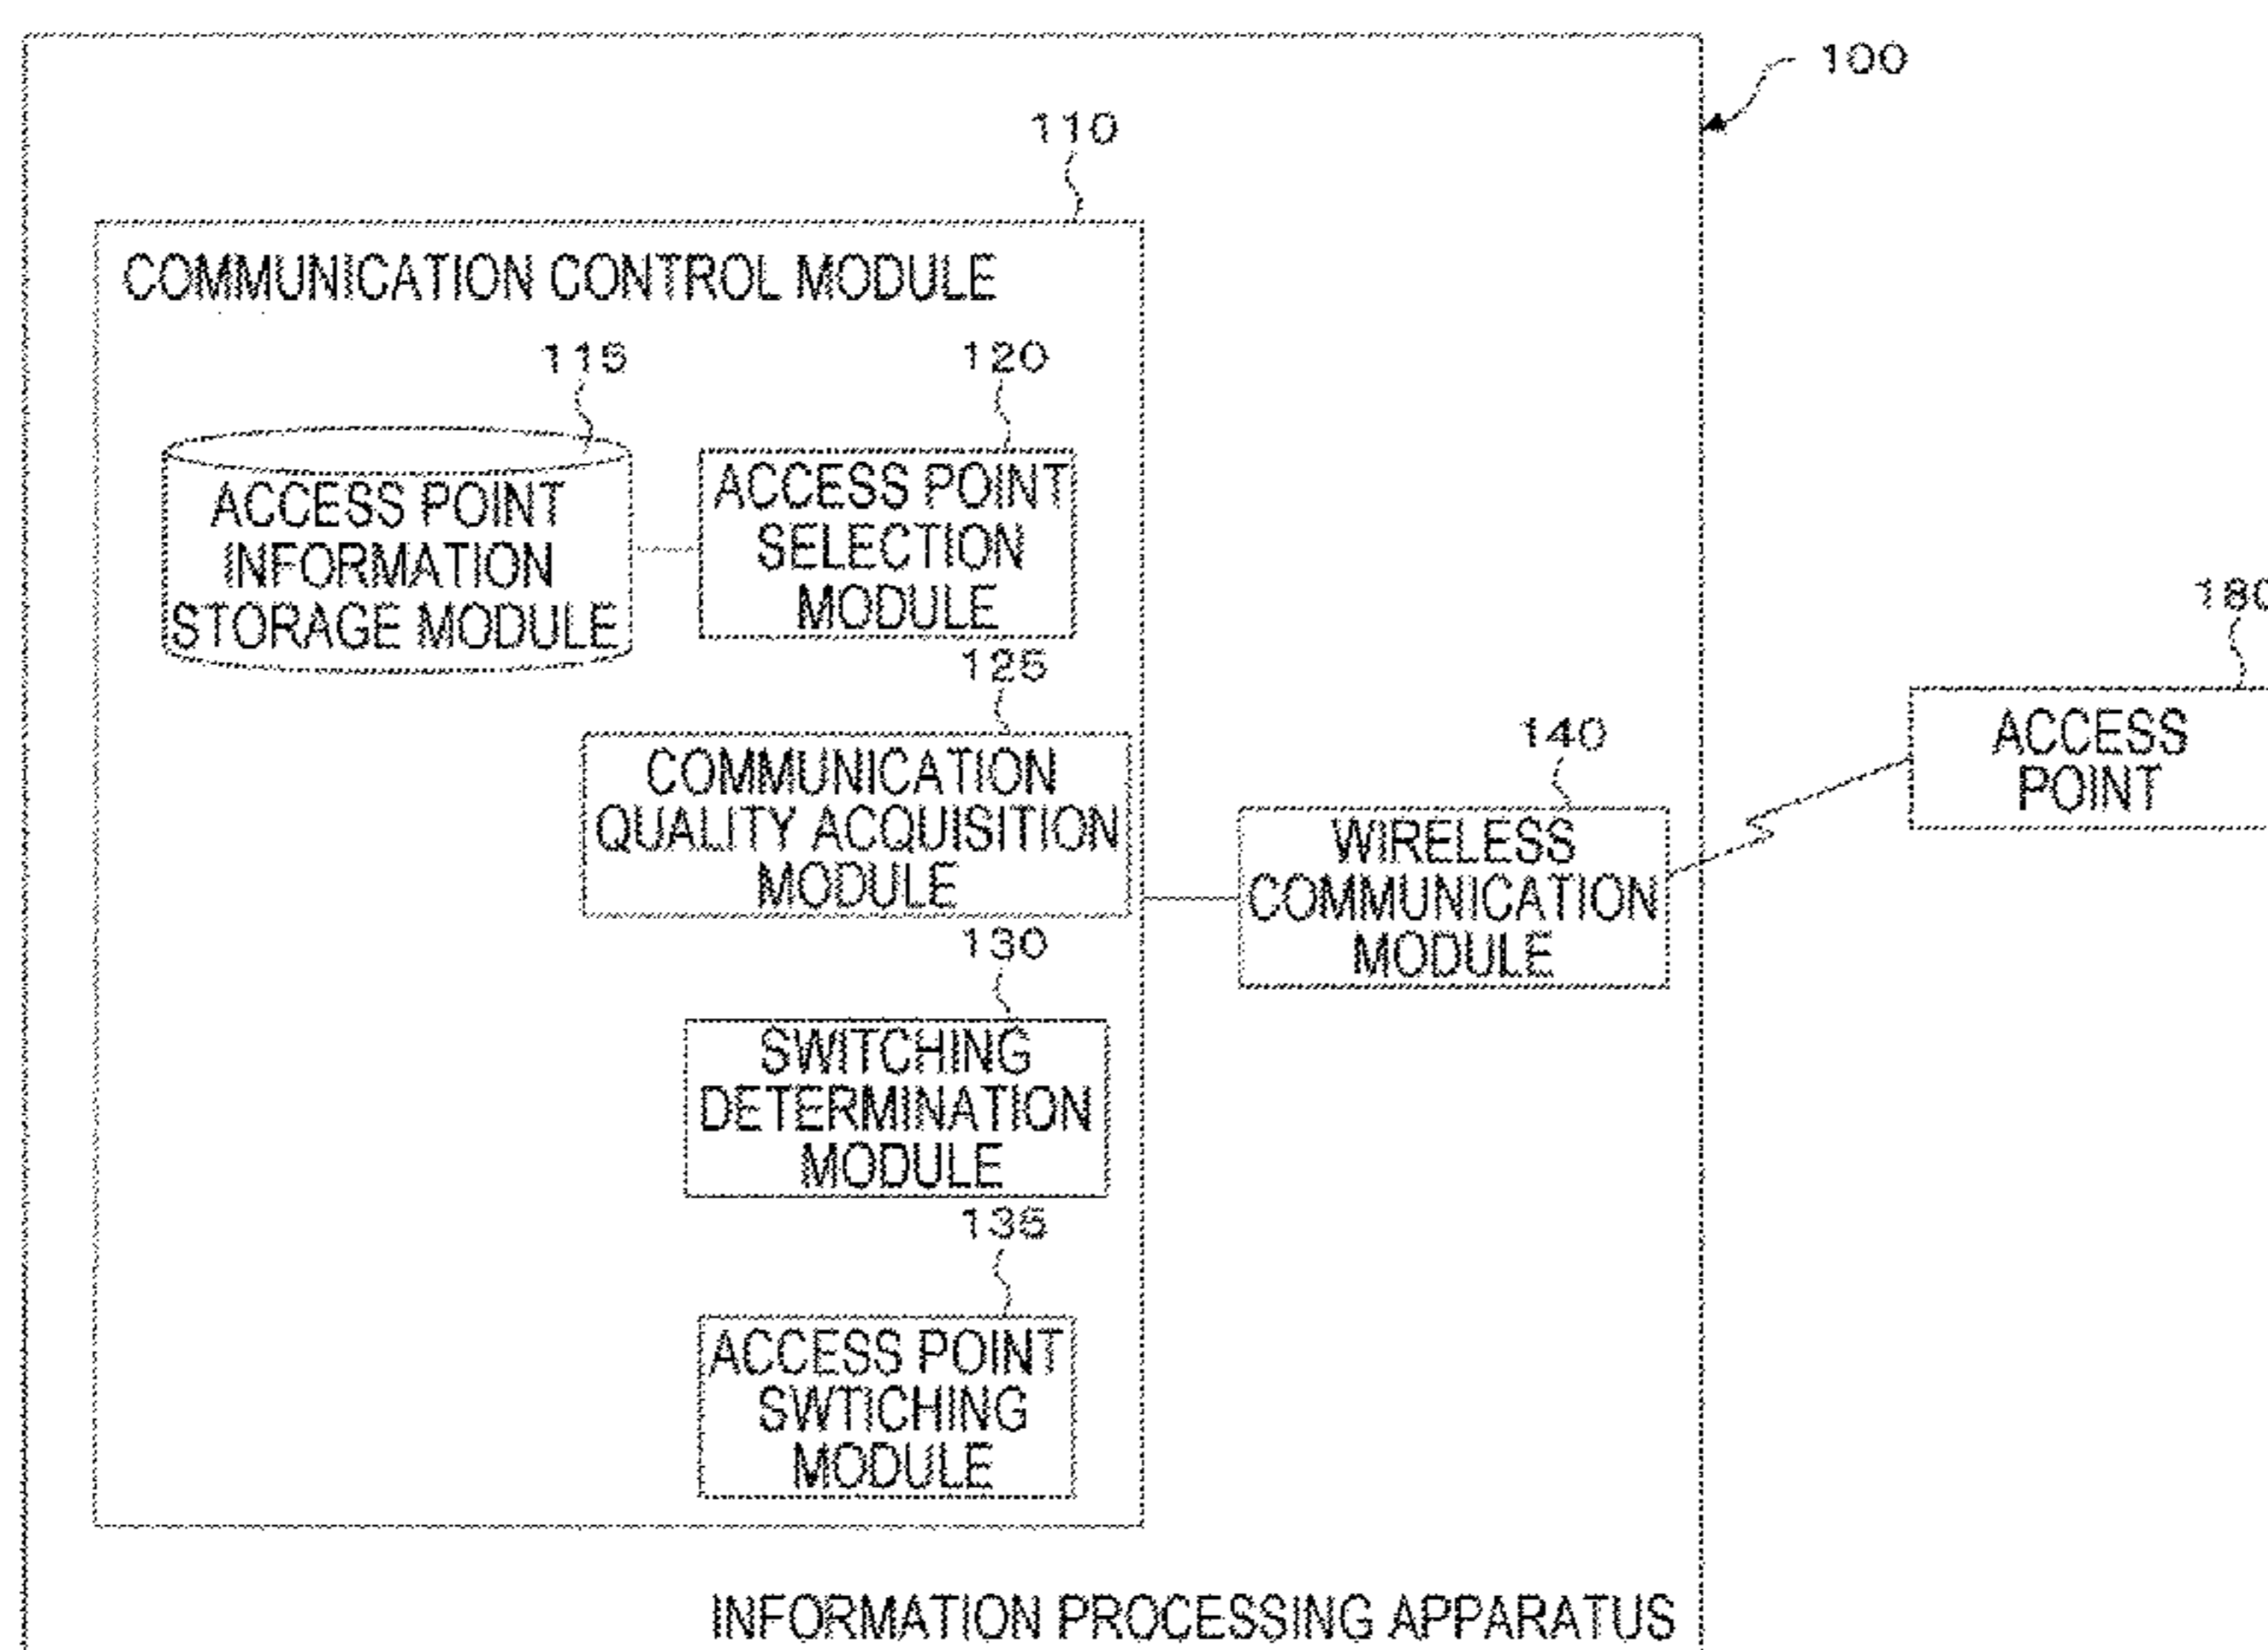 100
110
COMMUNICATION CONTROL MODULE
115
120
ACCESS POINT
INFORMATION
STORAGE MODULE
ACCESS POINT
SELECTION
MODULE
125
COMMUNICATION
QUALITY ACQUISITION
MODULE
140
WIRELESS
COMMUNICATION
MODULE
180
ACCESS
POINT
130
SWITCHING
DETERMINATION
MODULE
135
ACCESS POINT
SWTICHING
MODULE
INFORMATION PROCESSING APPARATUS